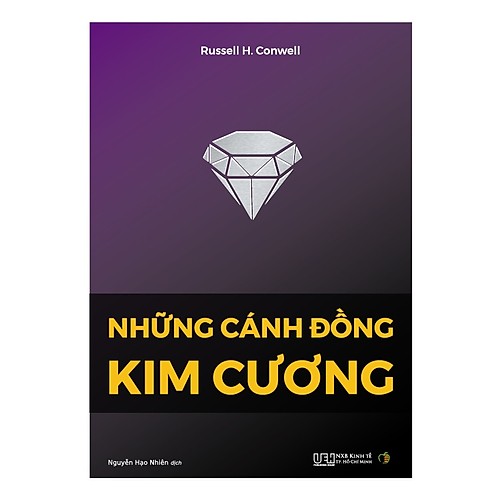 Russell H. Conwell
NHỮNG CÁNH ĐỒNG
KIM CƯƠNG
Nguyễn Hạo Nhiên dịch
UEH
NXB KINH TẾ
TP. HỒ CHÍ MINH